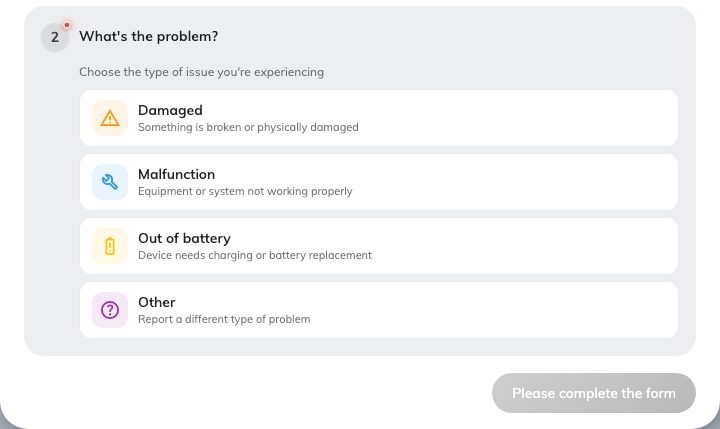 2
What's the problem?
Choose the type of issue you're experiencing
Damaged
Something is broken or physically damaged
Malfunction
Equipment or system not working properly
Out of battery
Device needs charging or battery replacement
Other
Report a different type of problem
Please complete the form